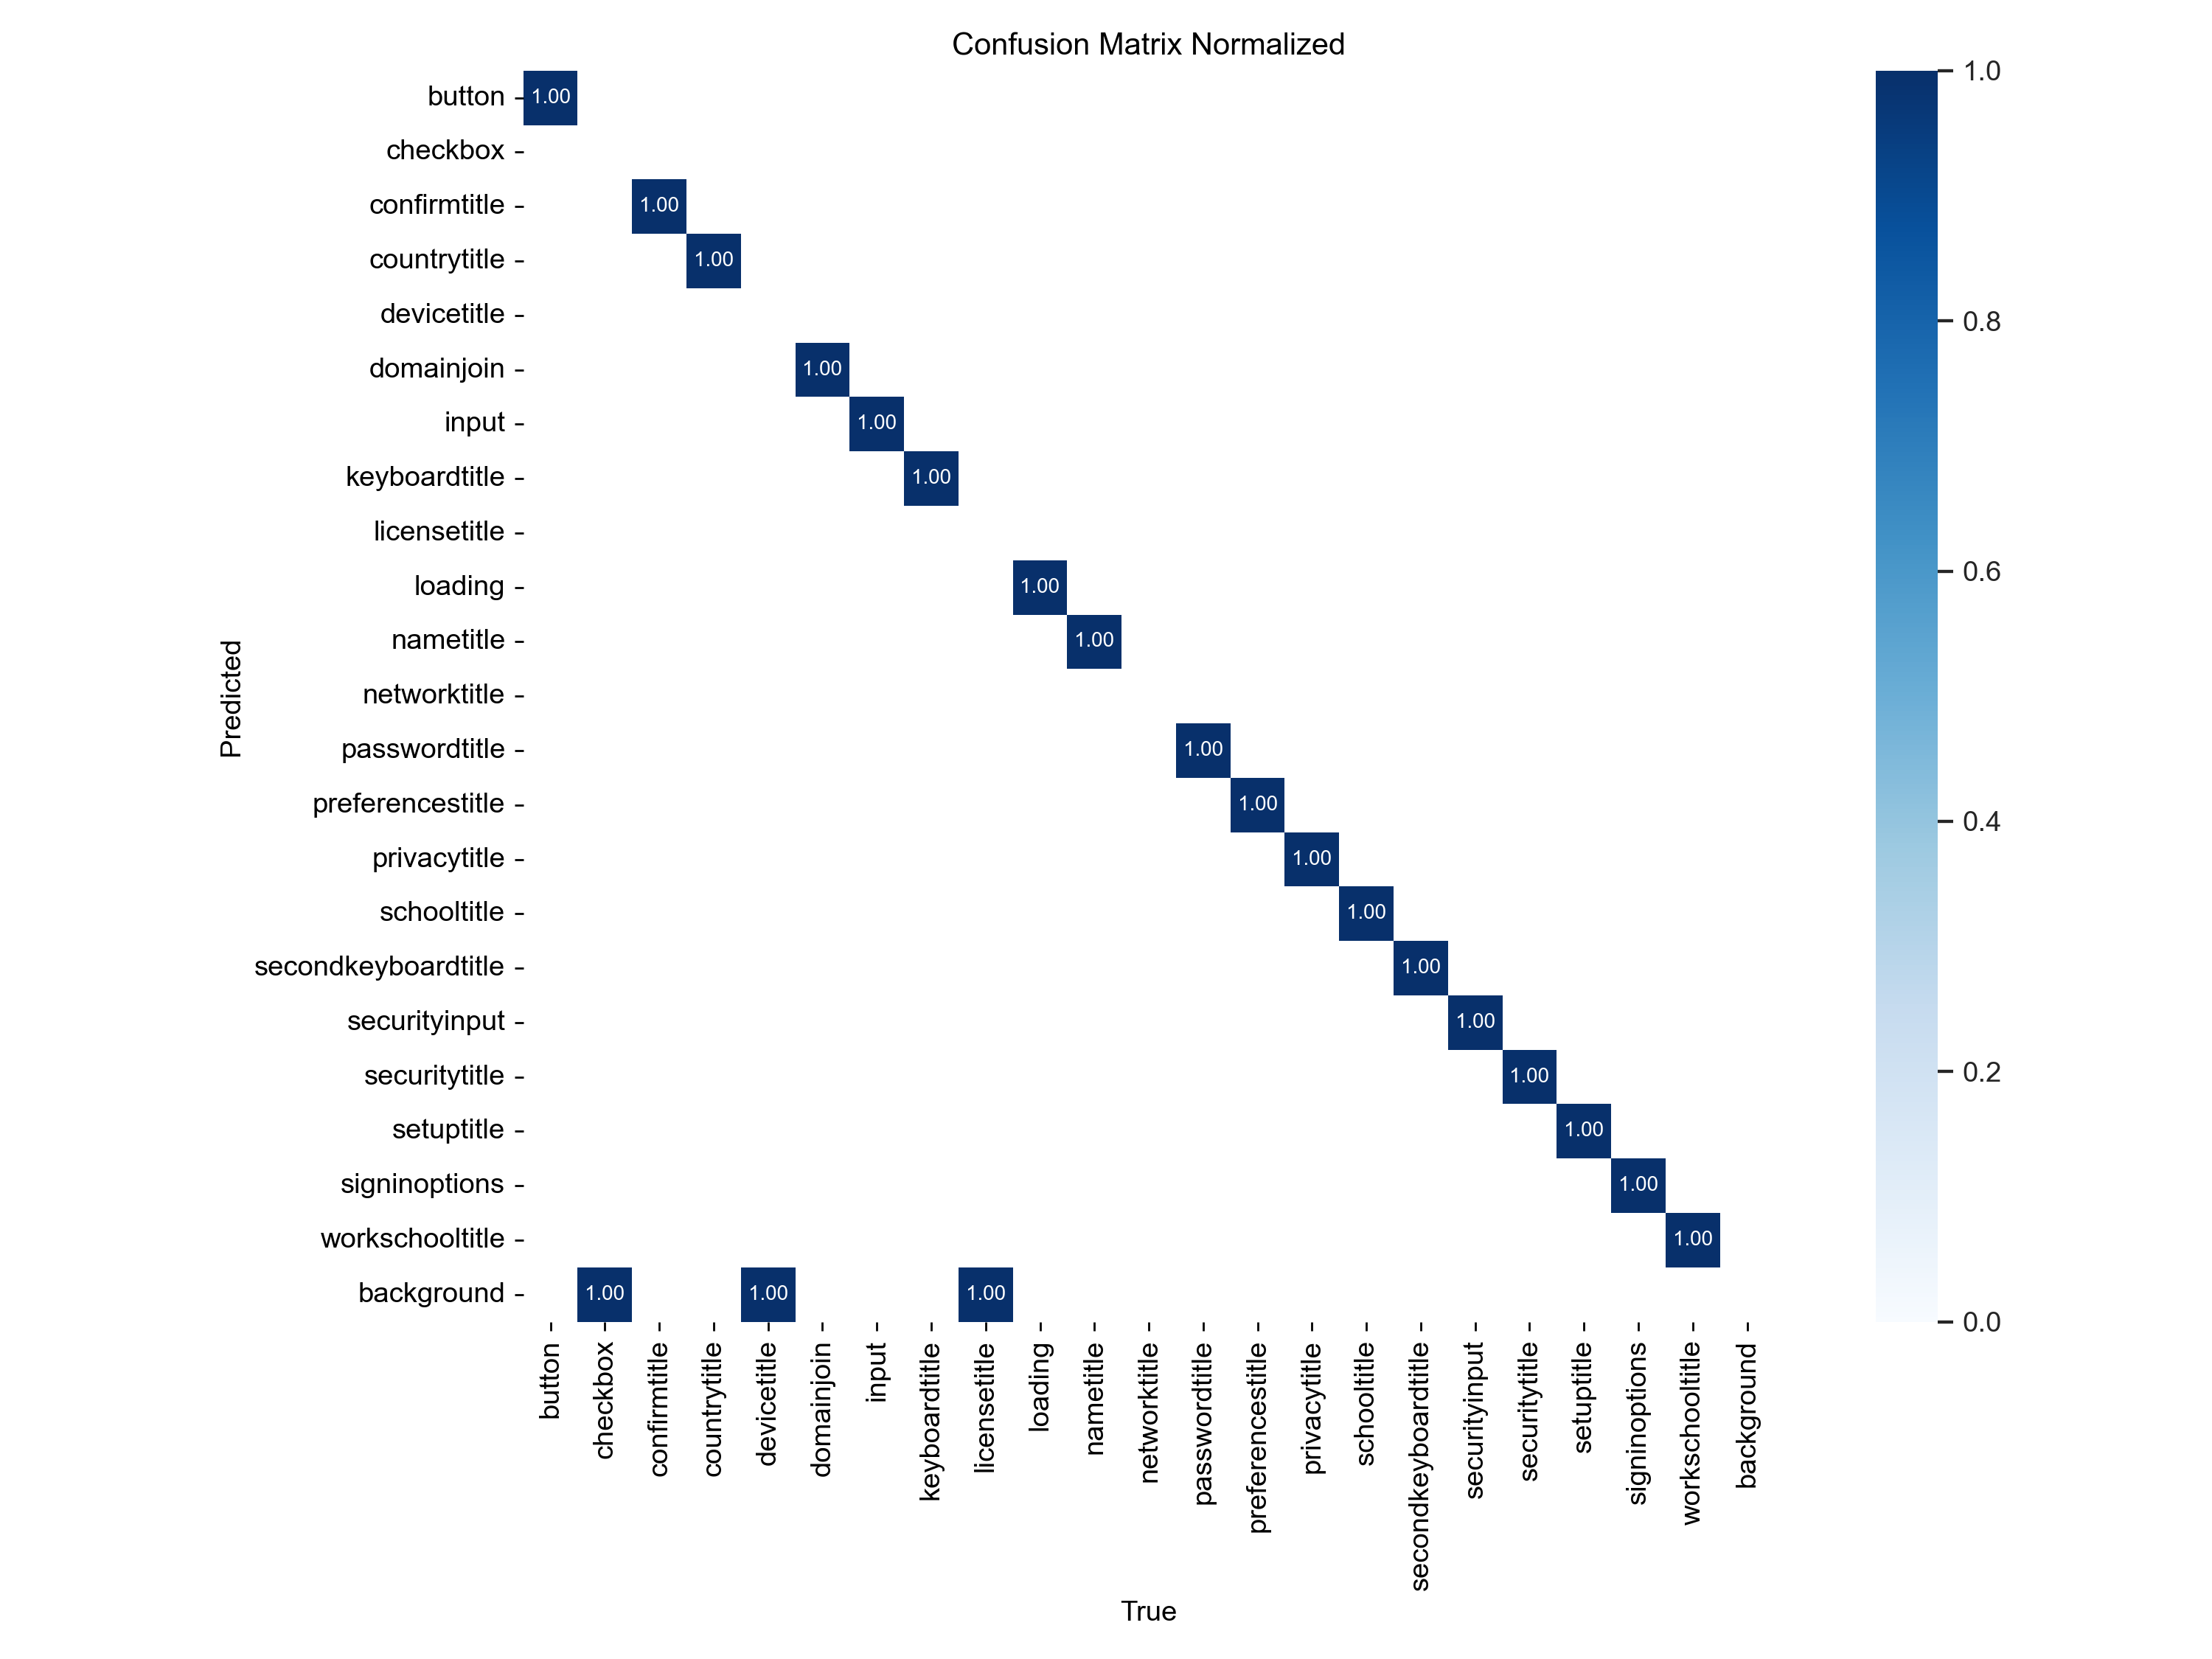 Confusion Matrix Normalized
button 1.00
checkbox
confirmtitle 1.00
countrytitle 1.00
devicetitle
domainjoin 1.00
input 1.00
keyboardtitle 1.00
licensetitle
loading 1.00
nametitle 1.00
networktitle
passwordtitle 1.00
preferencestitle 1.00
privacytitle 1.00
schooltitle 1.00
secondkeyboardtitle 1.00
securityinput 1.00
securitytitle 1.00
setuptitle 1.00
signinoptions 1.00
workschooltitle 1.00
background 1.00 1.00 1.00
Predicted
button
checkbox
confirmtitle
countrytitle
devicetitle
domainjoin
input
keyboardtitle
licensetitle
loading
nametitle
networktitle
passwordtitle
preferencestitle
privacytitle
schooltitle
secondkeyboardtitle
securityinput
securitytitle
setuptitle
signinoptions
workschooltitle
background
True
1.0
0.8
0.6
0.4
0.2
0.0